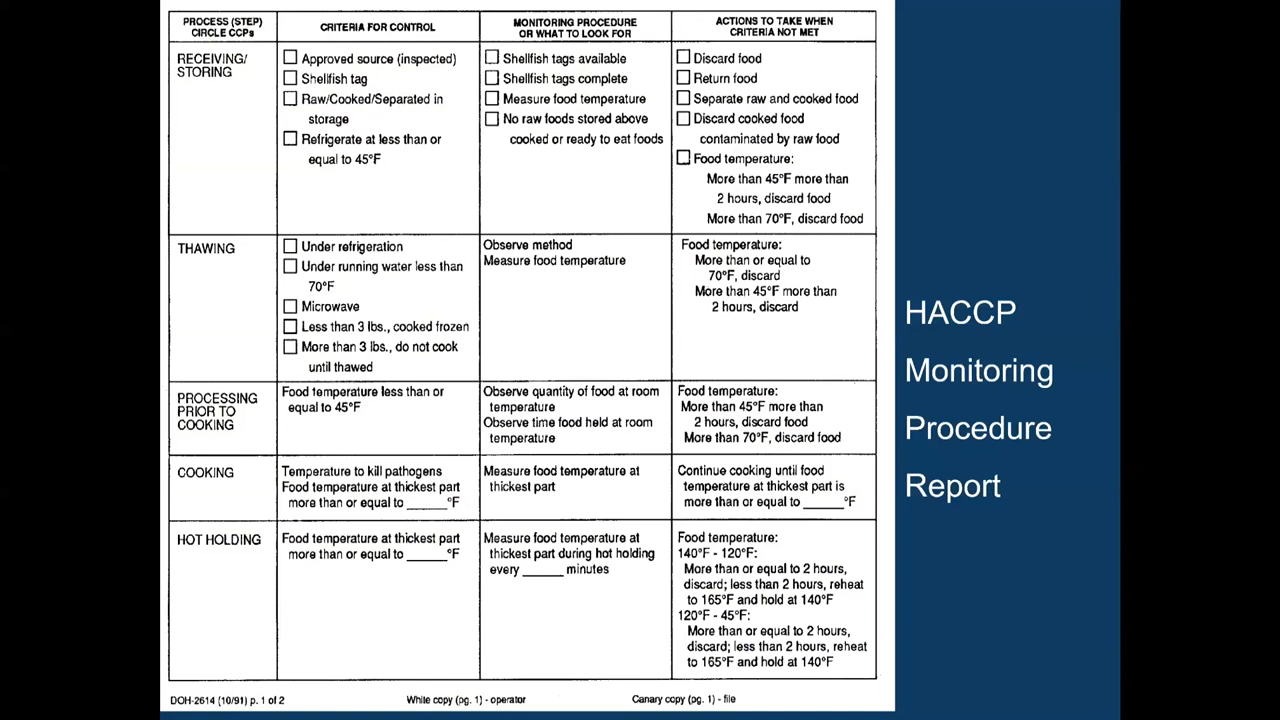 PROCESS (STEP)
CIRCLE CCPs
CRITERIA FOR CONTROL
MONITORING PROCEDURE
OR WHAT TO LOOK FOR
ACTIONS TO TAKE WHEN
CRITERIA NOT MET
RECEIVING/
STORING
Approved source (inspected)
Shellfish tag
Raw/Cooked/Separated in
storage
Refrigerate at less than or
equal to 45°F
Shellfish tags available
Shellfish tags complete
Measure food temperature
No raw foods stored above
cooked or ready to eat foods
Discard food
Return food
Separate raw and cooked food
Discard cooked food
contaminated by raw food
Food temperature:
More than 45°F more than
2 hours, discard food
More than 70°F, discard food
THAWING
Under refrigeration
Under running water less than
70°F
Microwave
Less than 3 lbs., cooked frozen
More than 3 lbs., do not cook
until thawed
Observe method
Measure food temperature
Food temperature:
More than or equal to
70°F, discard
More than 45°F more than
2 hours, discard
PROCESSING
PRIOR TO
COOKING
Food temperature less than or
equal to 45°F
Observe quantity of food at room
temperature
Observe time food held at room
temperature
Food temperature:
More than 45°F more than
2 hours, discard food
More than 70°F, discard food
COOKING
Temperature to kill pathogens
Food temperature at thickest part
more than or equal to ______°F
Measure food temperature at
thickest part
Continue cooking until food
temperature at thickest part is
more than or equal to ______°F
HOT HOLDING
Food temperature at thickest part
more than or equal to ______°F
Measure food temperature at
thickest part during hot holding
every ______ minutes
Food temperature:
140°F - 120°F:
More than or equal to 2 hours,
discard; less than 2 hours, reheat
to 165°F and hold at 140°F
120°F - 45°F:
More than or equal to 2 hours,
discard; less than 2 hours, reheat
to 165°F and hold at 140°F
DOH-2614 (10/91) p. 1 of 2
White copy (pg. 1) - operator
Canary copy (pg. 1) - file
HACCP
Monitoring
Procedure
Report